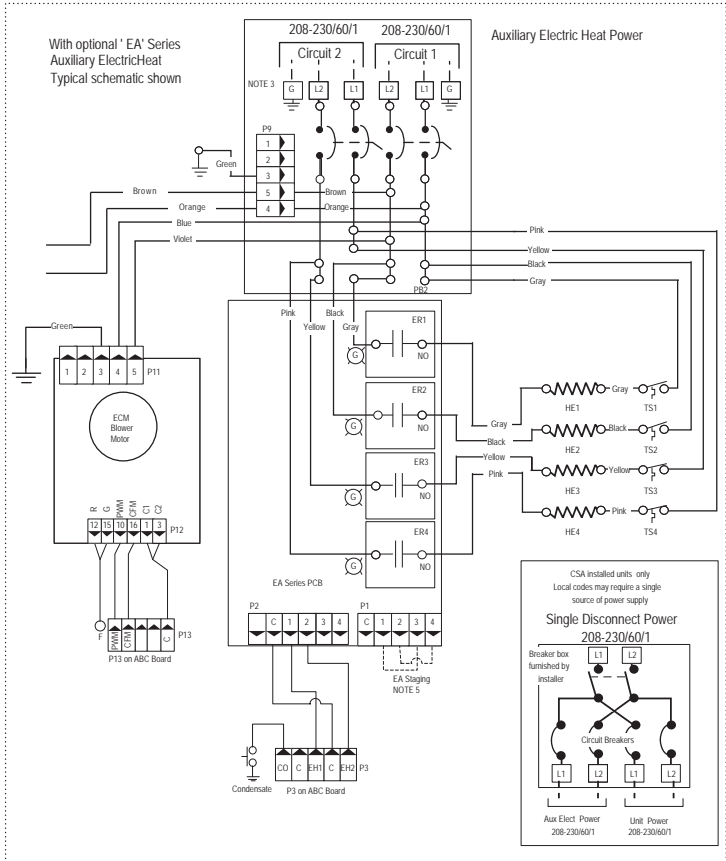 With optional ' EA' Series
Auxiliary ElectricHeat
Typical schematic shown
208-230/60/1 208-230/60/1
Circuit 2 Circuit 1
Auxiliary Electric Heat Power
NOTE 3
G L2 L1 L2 L1 G
P9
1
2
3
5
4
Green
Brown Brown
Orange Orange
Blue
Violet
Pink
Yellow
Black
Gray
PB2
Pink Black
Yellow Gray
Green
1 2 3 4 5 P11
ECM
Blower
Motor
R G PWM CFM C1 C2
12 15 10 16 1 3 P12
F PWM CFM C P13
P13 on ABC Board
ER1
G
NO
ER2
G
NO
ER3
G
NO
ER4
G
NO
Gray
Black
Yellow
Pink
Gray
HE1 TS1
Black
HE2 TS2
Yellow
HE3 TS3
Pink
HE4 TS4
EA Series PCB
P2 P1
C 1 2 3 4 C 1 2 3 4
EA Staging
NOTE 5
CO C EH1 C EH2 P3
Condensate P3 on ABC Board
CSA installed units only
Local codes may require a single
source of power supply
Single Disconnect Power
208-230/60/1
Breaker box
furnished by
installer
L1 L2
Circuit Breakers
L1 L2 L1 L2
Aux Elect Power Unit Power
208-230/60/1 208-230/60/1